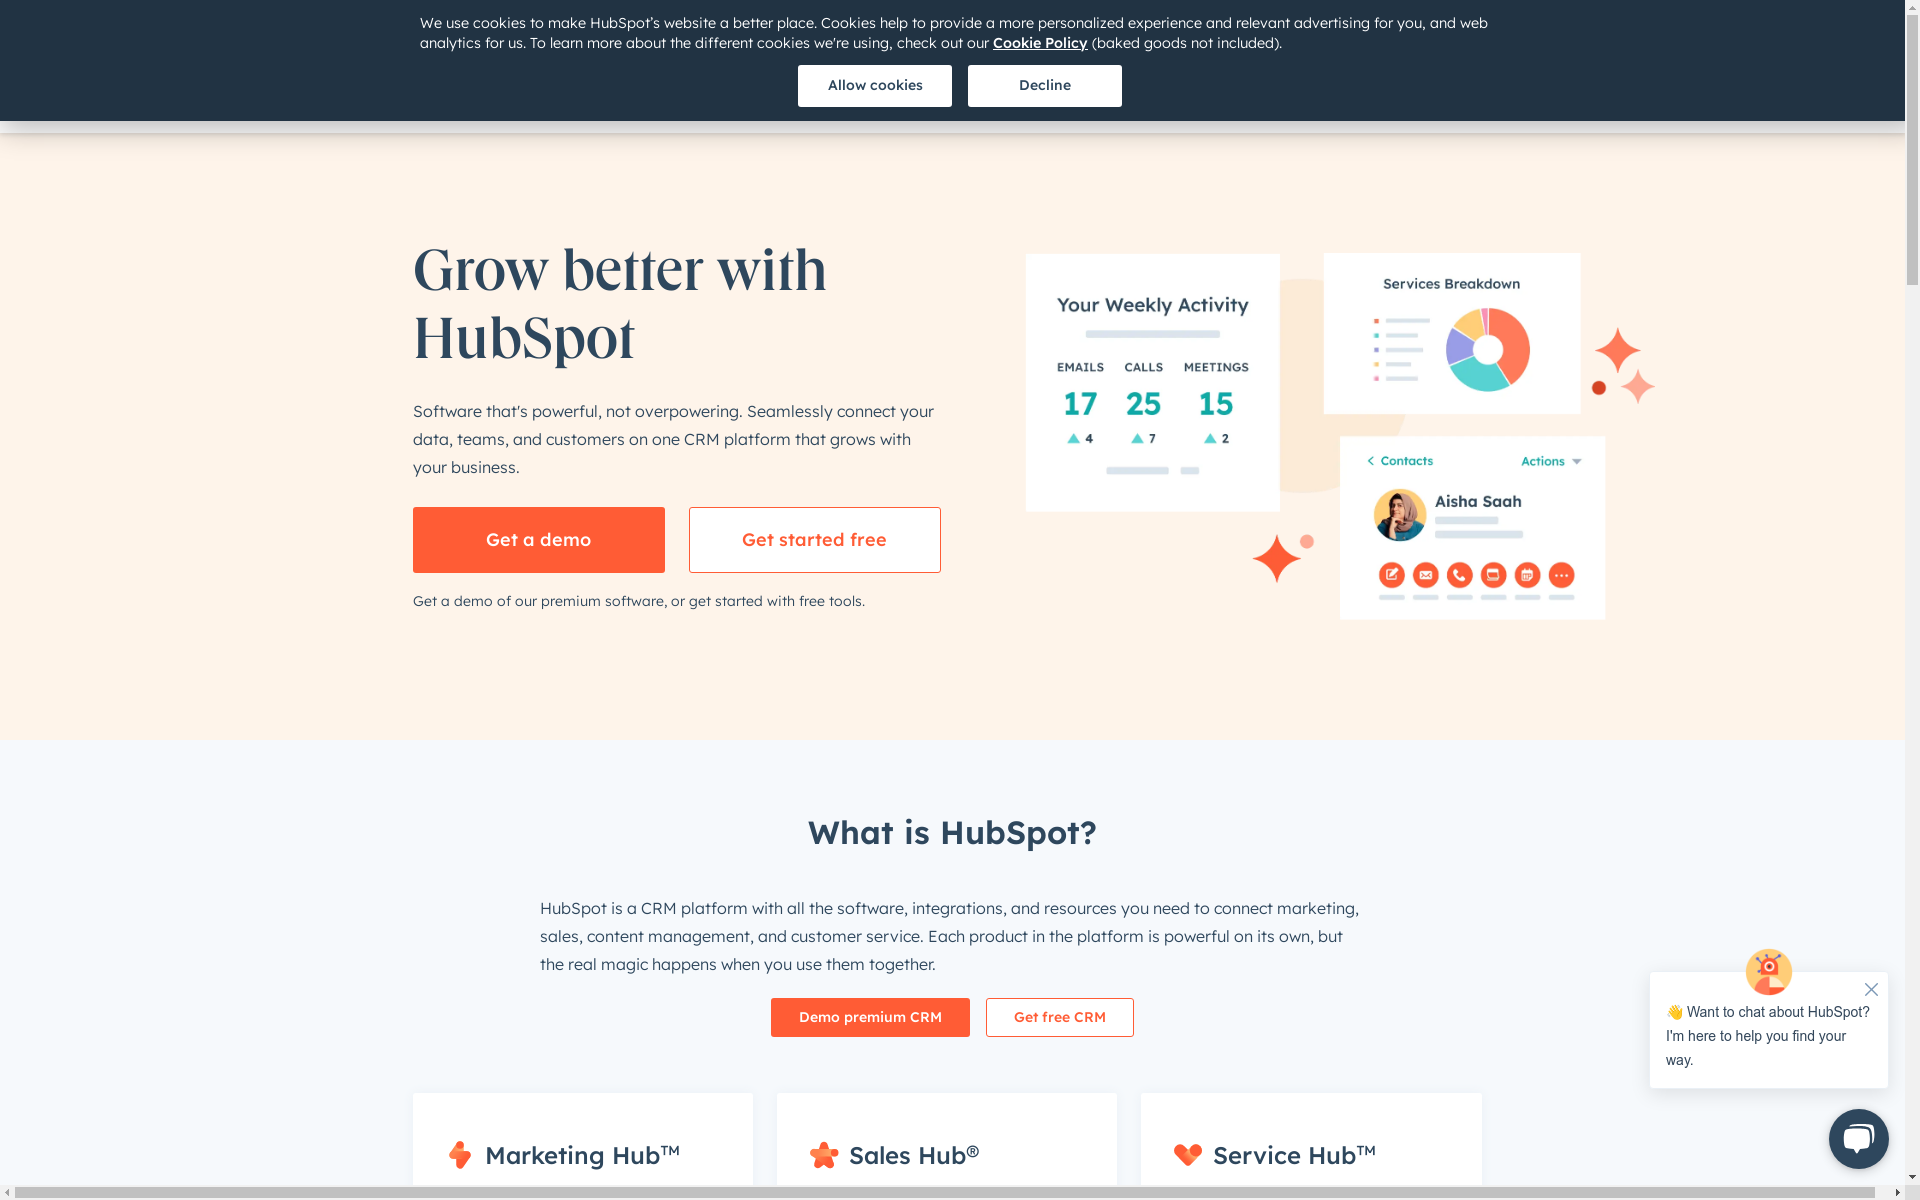 We use cookies to make HubSpot’s website a better place. Cookies help to provide a more personalized experience and relevant advertising for you, and web
analytics for us. To learn more about the different cookies we're using, check out our Cookie Policy (baked goods not included).
Allow cookies
Decline
Grow better with
HubSpot
Software that's powerful, not overpowering. Seamlessly connect your
data, teams, and customers on one CRM platform that grows with
your business.
Get a demo
Get started free
Get a demo of our premium software, or get started with free tools.
Your Weekly Activity
EMAILS CALLS MEETINGS
17 25 15
4 7 2
Services Breakdown
Contacts
Actions
Aisha Saah
What is HubSpot?
HubSpot is a CRM platform with all the software, integrations, and resources you need to connect marketing,
sales, content management, and customer service. Each product in the platform is powerful on its own, but
the real magic happens when you use them together.
Demo premium CRM
Get free CRM
👋 Want to chat about HubSpot?
I'm here to help you find your
way.
Marketing Hub™
Sales Hub®
Service Hub™